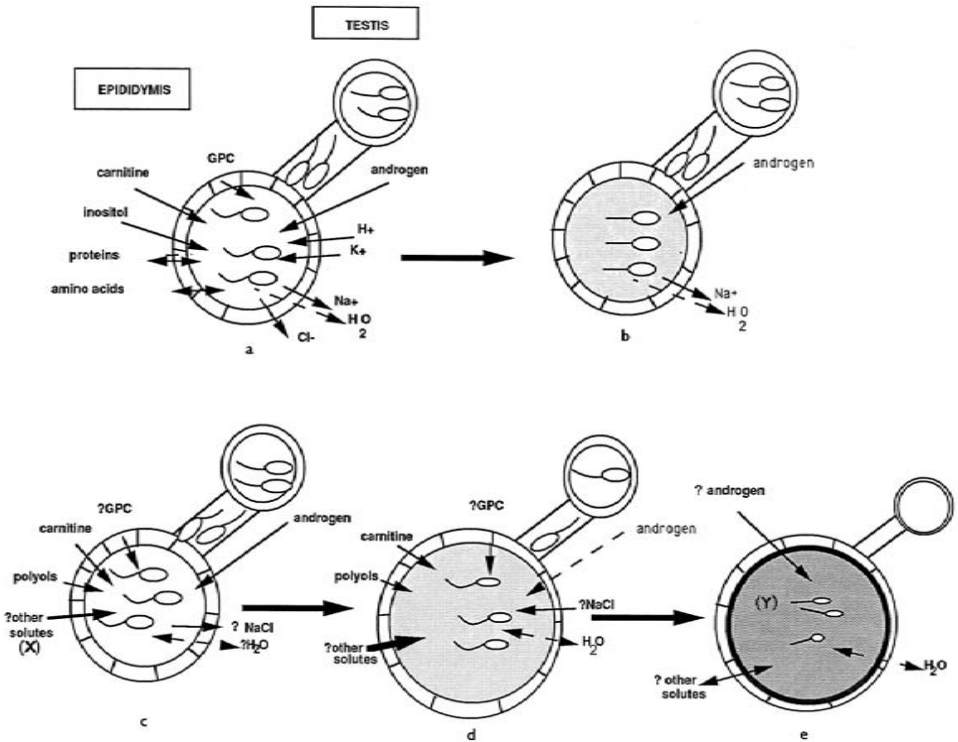 TESTIS
EPIDIDYMIS
GPC
carnitine
androgen
inositol
H+
K+
proteins
amino acids
Na+
H O
2
Cl-
a
androgen
Na+
H O
2
b
?GPC
carnitine
androgen
polyols
?other
solutes
(X)
? NaCl
?H2O
c
?GPC
carnitine
androgen
polyols
?NaCl
?other
solutes
H2O
d
? androgen
(Y)
? other
solutes
H2O
e